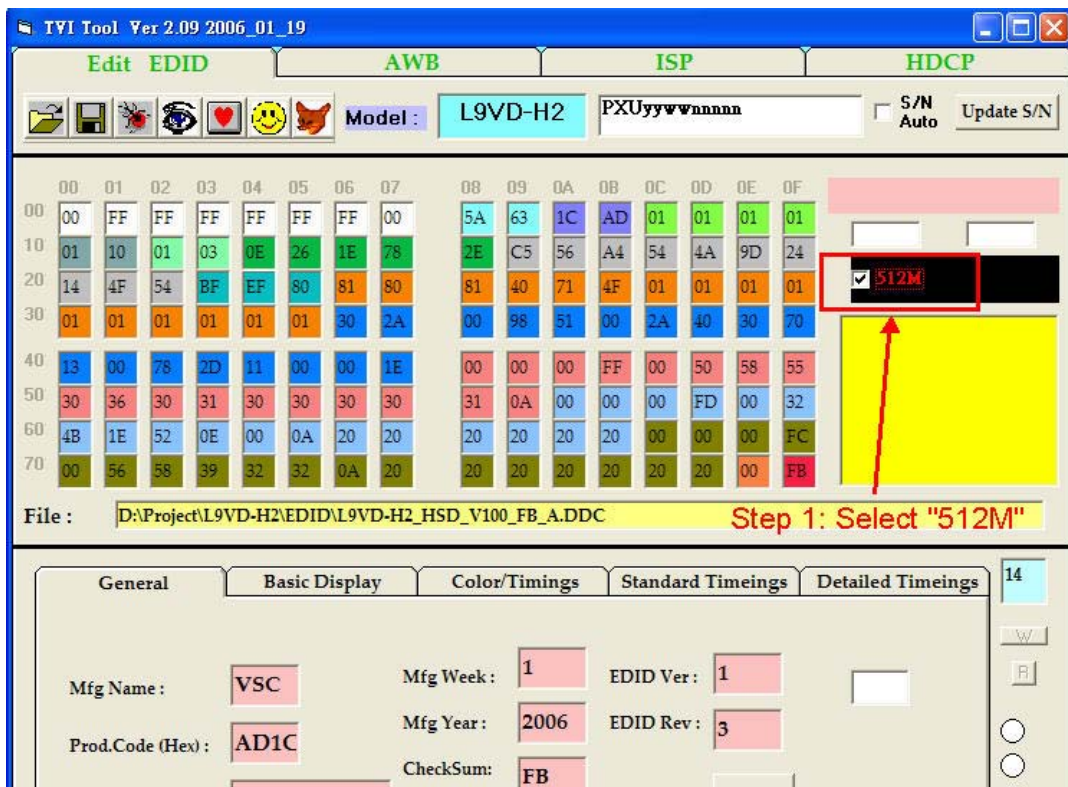 TVI Tool Ver 2.09 2006_01_19
Edit EDID AWB ISP HDCP
Model : L9VD-H2 PXUyywwnnnnn S/N Auto Update S/N
00 01 02 03 04 05 06 07 08 09 0A 0B 0C 0D 0E 0F
00 00 FF FF FF FF FF FF 00 5A 63 1C AD 01 01 01 01
10 01 10 01 03 0E 26 1E 78 2E C5 56 A4 54 4A 9D 24
20 14 4F 54 BF EF 80 81 80 81 40 71 4F 01 01 01 01
512M
30 01 01 01 01 01 01 30 2A 00 98 51 00 2A 40 30 70
40 13 00 78 2D 11 00 00 1E 00 00 00 FF 00 50 58 55
50 30 36 30 31 30 30 30 30 31 0A 00 00 00 FD 00 32
60 4B 1E 52 0E 00 0A 20 20 20 20 20 20 00 00 00 FC
70 00 56 58 39 32 32 0A 20 20 20 20 20 20 20 00 FB
File : D:\Project\L9VD-H2\EDID\L9VD-H2_HSD_V100_FB_A.DDC
Step 1: Select "512M"
General Basic Display Color/Timings Standard Timeings Detailed Timeings 14
W
R
Mfg Name : VSC Mfg Week : 1 EDID Ver : 1
Prod.Code (Hex) : AD1C Mfg Year : 2006 EDID Rev : 3
CheckSum: FB